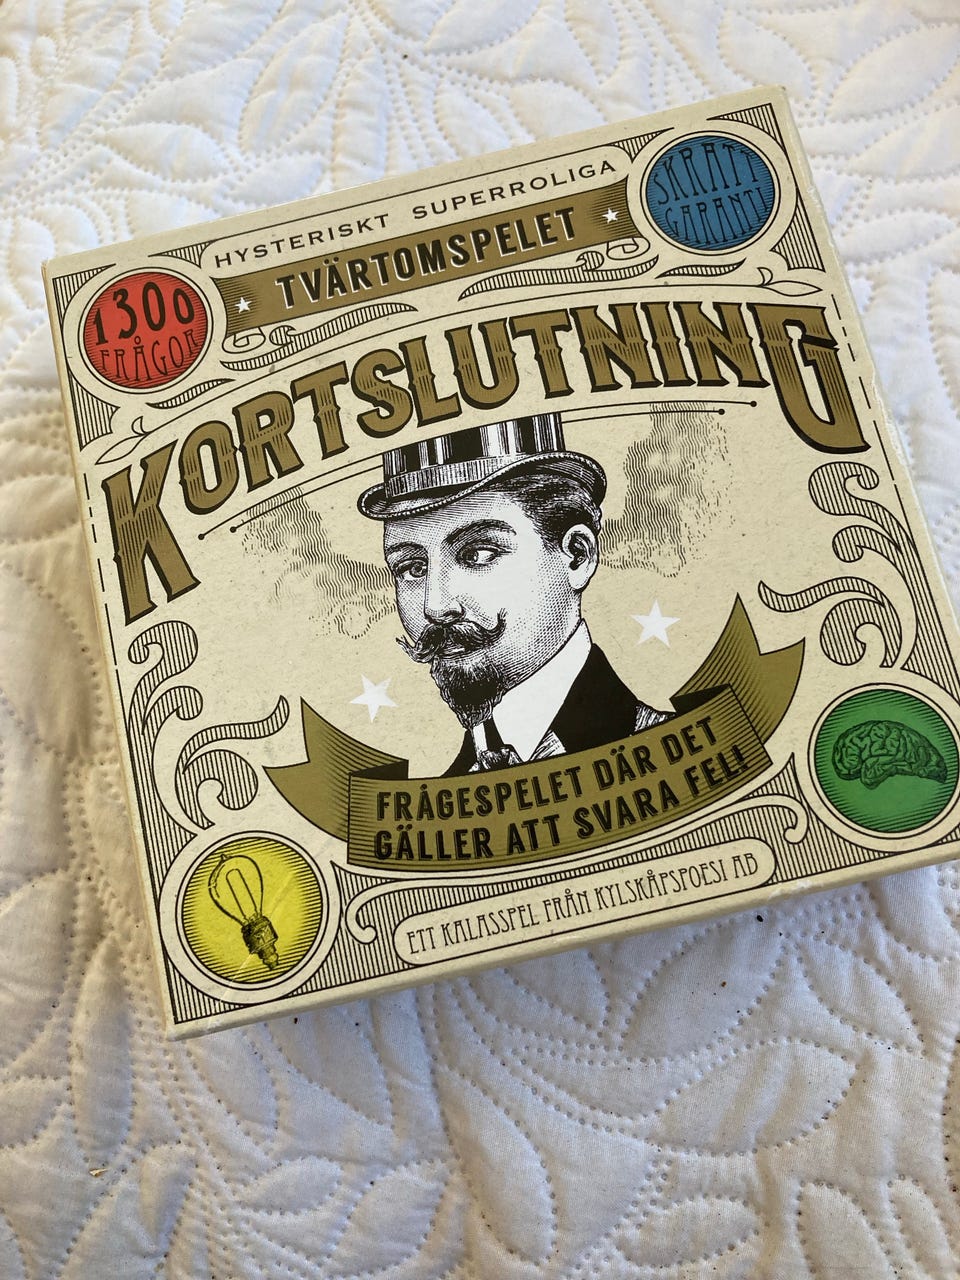 HYSTERISKT SUPERROLIGA
TVÄRTOMSPELET
SKRATT
GARANTI
1300
FRÅGOR
KORTSLUTNING
FRÅGESPELET DÄR DET
GÄLLER ATT SVARA FEL!
ETT KALASSPEL FRÅN KYLSKÅPSPOESI AB